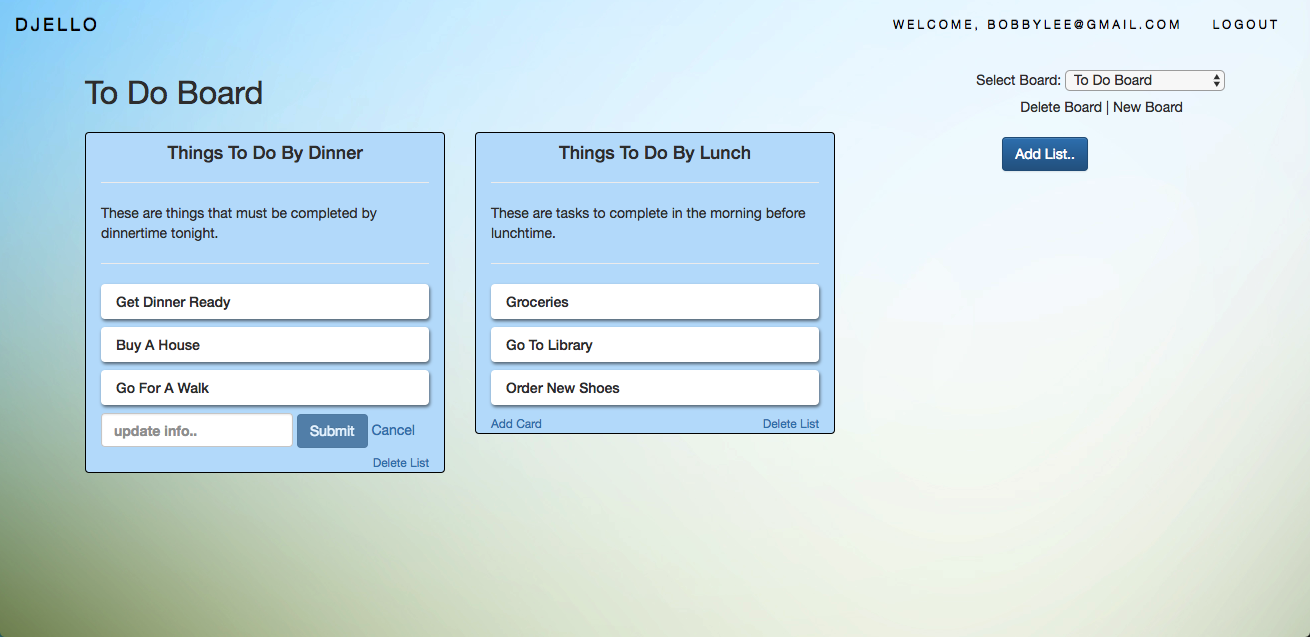 DJELLO
WELCOME, BOBBYLEE@GMAIL.COM
LOGOUT
To Do Board
Select Board: To Do Board
Delete Board | New Board
Add List..
Things To Do By Dinner
These are things that must be completed by
dinnertime tonight.
Get Dinner Ready
Buy A House
Go For A Walk
update info.. Submit Cancel
Delete List
Things To Do By Lunch
These are tasks to complete in the morning before
lunchtime.
Groceries
Go To Library
Order New Shoes
Add Card Delete List